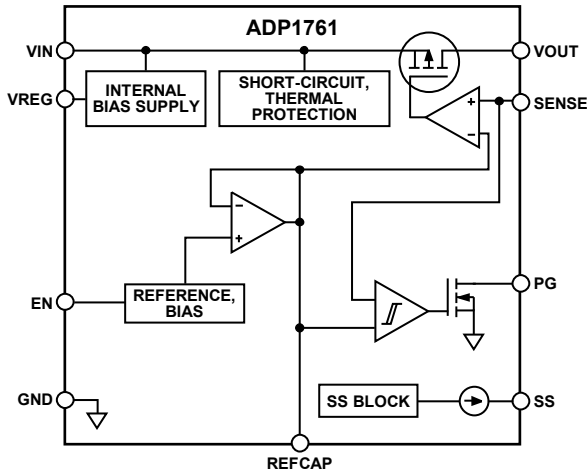 ADP1761
VIN
VOUT
INTERNAL
BIAS SUPPLY
SHORT-CIRCUIT,
THERMAL
PROTECTION
VREG
SENSE
+
–
–
+
REFERENCE,
BIAS
EN
PG
GND
SS BLOCK
SS
REFCAP